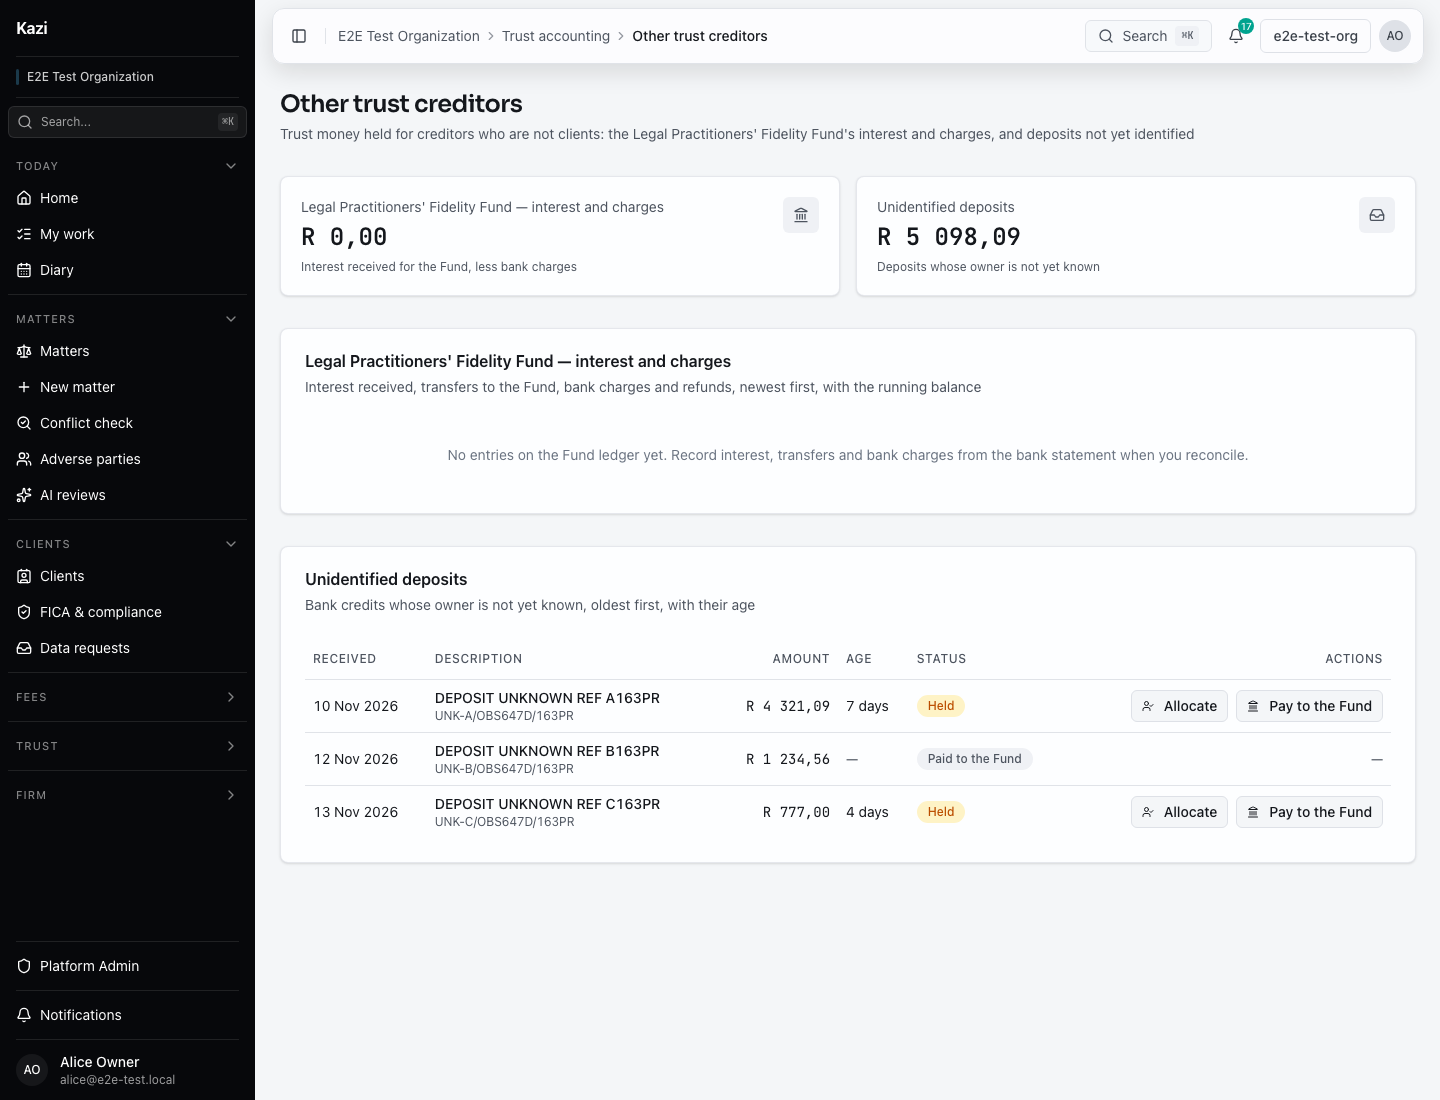 Kazi
E2E Test Organization
Search... ⌘K
TODAY
Home
My work
Diary
MATTERS
Matters
New matter
Conflict check
Adverse parties
AI reviews
CLIENTS
Clients
FICA & compliance
Data requests
FEES
TRUST
FIRM
Platform Admin
Notifications
AO
Alice Owner
alice@e2e-test.local
E2E Test Organization > Trust accounting > Other trust creditors
Search ⌘K
17
e2e-test-org
AO
Other trust creditors
Trust money held for creditors who are not clients: the Legal Practitioners' Fidelity Fund's interest and charges, and deposits not yet identified
Legal Practitioners' Fidelity Fund — interest and charges
R 0,00
Interest received for the Fund, less bank charges
Unidentified deposits
R 5 098,09
Deposits whose owner is not yet known
Legal Practitioners' Fidelity Fund — interest and charges
Interest received, transfers to the Fund, bank charges and refunds, newest first, with the running balance
No entries on the Fund ledger yet. Record interest, transfers and bank charges from the bank statement when you reconcile.
Unidentified deposits
Bank credits whose owner is not yet known, oldest first, with their age
RECEIVED DESCRIPTION AMOUNT AGE STATUS ACTIONS
10 Nov 2026 DEPOSIT UNKNOWN REF A163PR R 4 321,09 7 days Held Allocate Pay to the Fund
UNK-A/OBS647D/163PR
12 Nov 2026 DEPOSIT UNKNOWN REF B163PR R 1 234,56 — Paid to the Fund —
UNK-B/OBS647D/163PR
13 Nov 2026 DEPOSIT UNKNOWN REF C163PR R 777,00 4 days Held Allocate Pay to the Fund
UNK-C/OBS647D/163PR